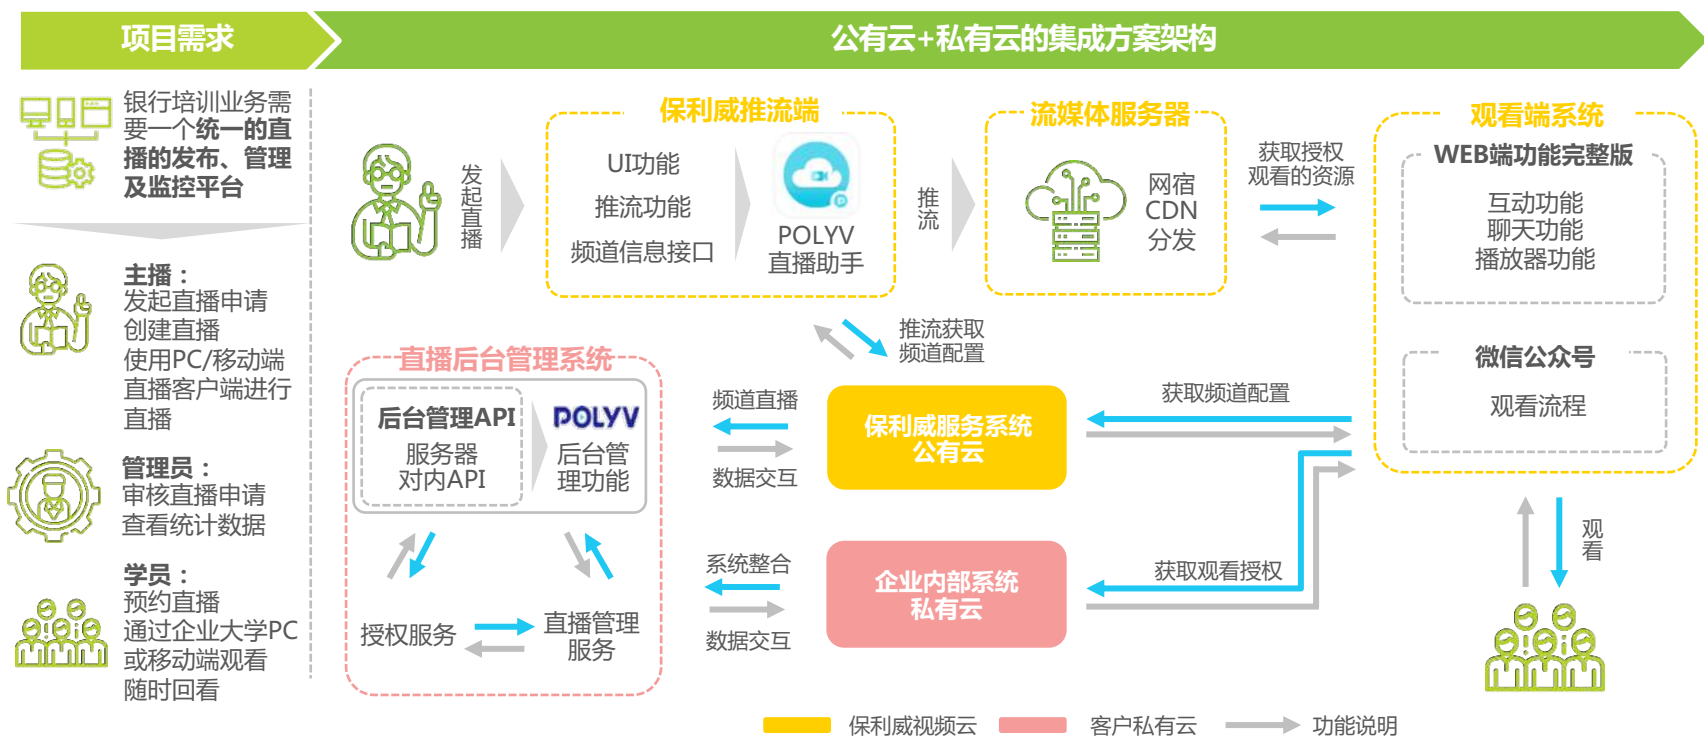 项目需求
公有云+私有云的集成方案架构
银行培训业务需
要一个统一的直
播的发布、管理
及监控平台
主播：
发起直播申请
创建直播
使用PC/移动端
直播客户端进行
直播
管理员：
审核直播申请
查看统计数据
学员：
预约直播
通过企业大学PC
或移动端观看
随时回看
发起直播
保利威推流端
UI功能
推流功能
频道信息接口
POLYV
直播助手
推流
流媒体服务器
网宿
CDN
分发
获取授权
观看的资源
观看端系统
WEB端功能完整版
互动功能
聊天功能
播放器功能
微信公众号
观看流程
推流获取
频道配置
直播后台管理系统
后台管理API
服务器
对内API
POLYV
后台管
理功能
授权服务
直播管理
服务
频道直播
数据交互
保利威服务系统
公有云
获取频道配置
系统整合
数据交互
企业内部系统
私有云
获取观看授权
观看
保利威视频云
客户私有云
功能说明